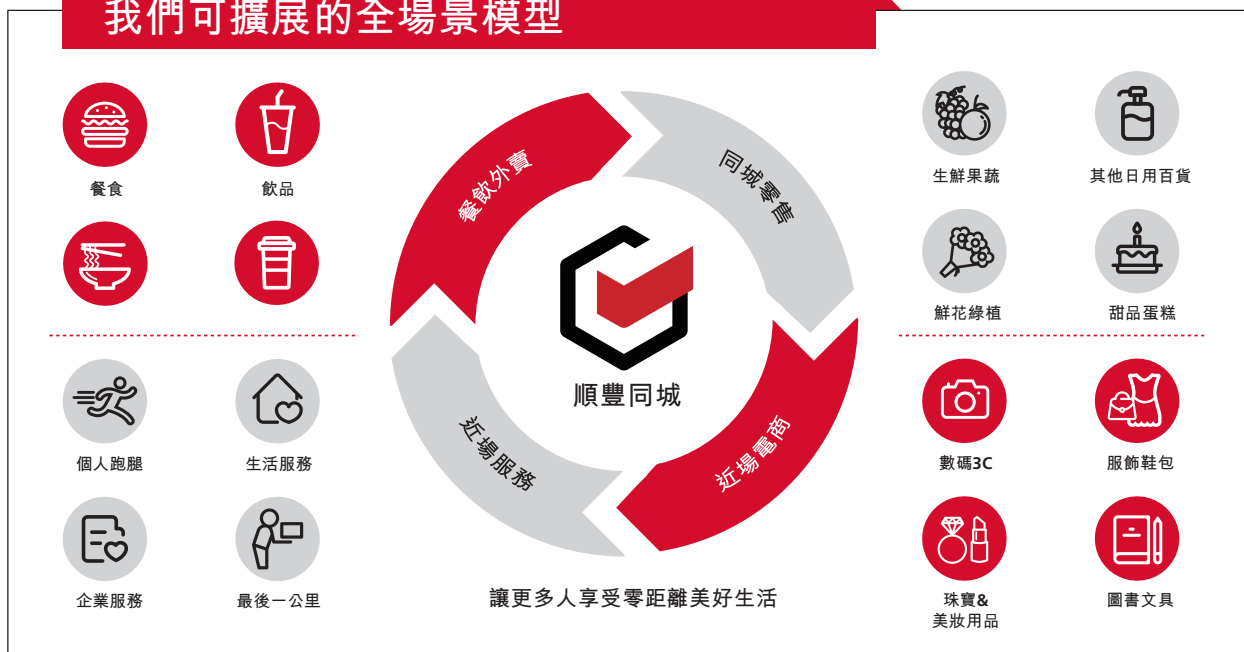 我們可擴展的全場景模型
餐食
飲品
個人跑腿
生活服務
企業服務
最後一公里
餐飲外賣
同城零售
近場服務
近場電商
順豐同城
讓更多人享受零距離美好生活
生鮮果蔬
其他日用百貨
鮮花綠植
甜品蛋糕
數碼3C
服飾鞋包
珠寶&
美妝用品
圖書文具